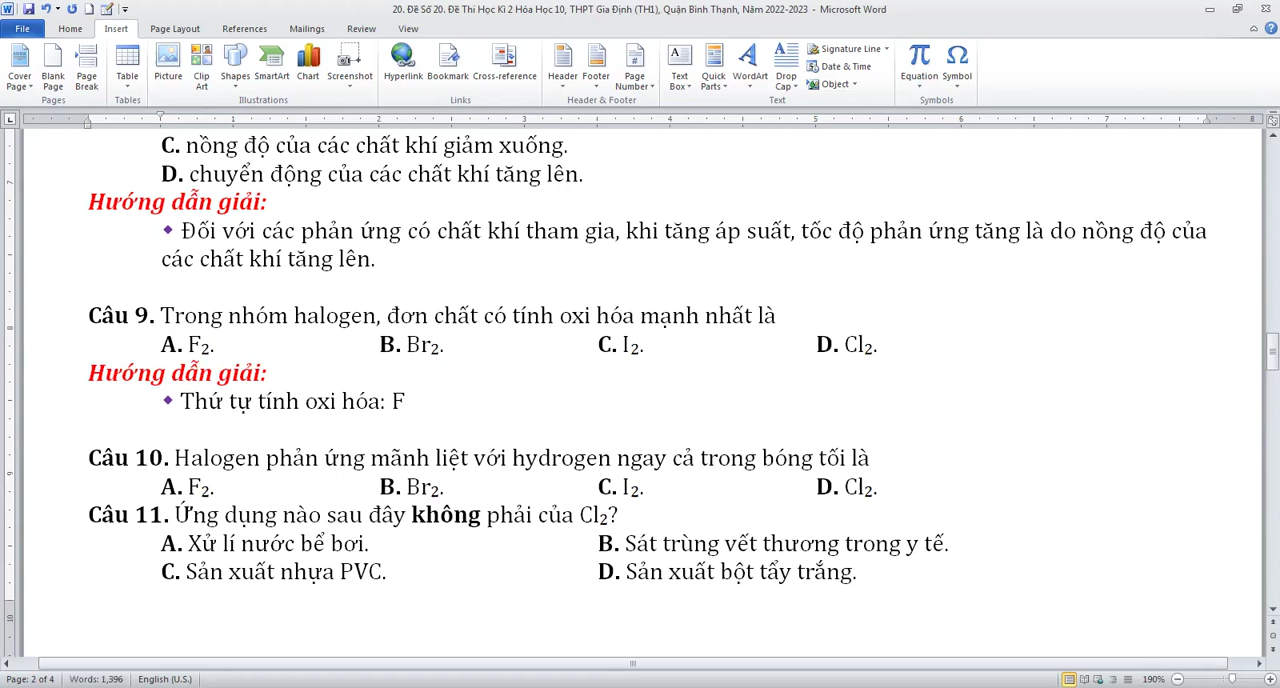 20. Đề Số 20. Đề Thi Học Kì 2 Hóa Học 10, THPT Gia Định (TH1), Quận Bình Thạnh, Năm 2022-2023 - Microsoft Word
File Home Insert Page Layout References Mailings Review View
Cover Page Blank Page Page Break Table Picture Clip Art Shapes SmartArt Chart Screenshot Hyperlink Bookmark Cross-reference Header Footer Page Number Text Box Quick Parts WordArt Drop Cap Signature Line Date & Time Object Equation Symbol
Pages Tables Illustrations Links Header & Footer Text Symbols
1 2 3 4 5 6 7 8
C. nồng độ của các chất khí giảm xuống.
D. chuyển động của các chất khí tăng lên.
Hướng dẫn giải:
Đối với các phản ứng có chất khí tham gia, khi tăng áp suất, tốc độ phản ứng tăng là do nồng độ của
các chất khí tăng lên.
Câu 9. Trong nhóm halogen, đơn chất có tính oxi hóa mạnh nhất là
A. F₂. B. Br₂. C. I₂. D. Cl₂.
Hướng dẫn giải:
Thứ tự tính oxi hóa: F
Câu 10. Halogen phản ứng mãnh liệt với hydrogen ngay cả trong bóng tối là
A. F₂. B. Br₂. C. I₂. D. Cl₂.
Câu 11. Ứng dụng nào sau đây không phải của Cl₂?
A. Xử lí nước bể bơi. B. Sát trùng vết thương trong y tế.
C. Sản xuất nhựa PVC. D. Sản xuất bột tẩy trắng.
Page: 2 of 4 Words: 1,396 English (U.S.) 190%